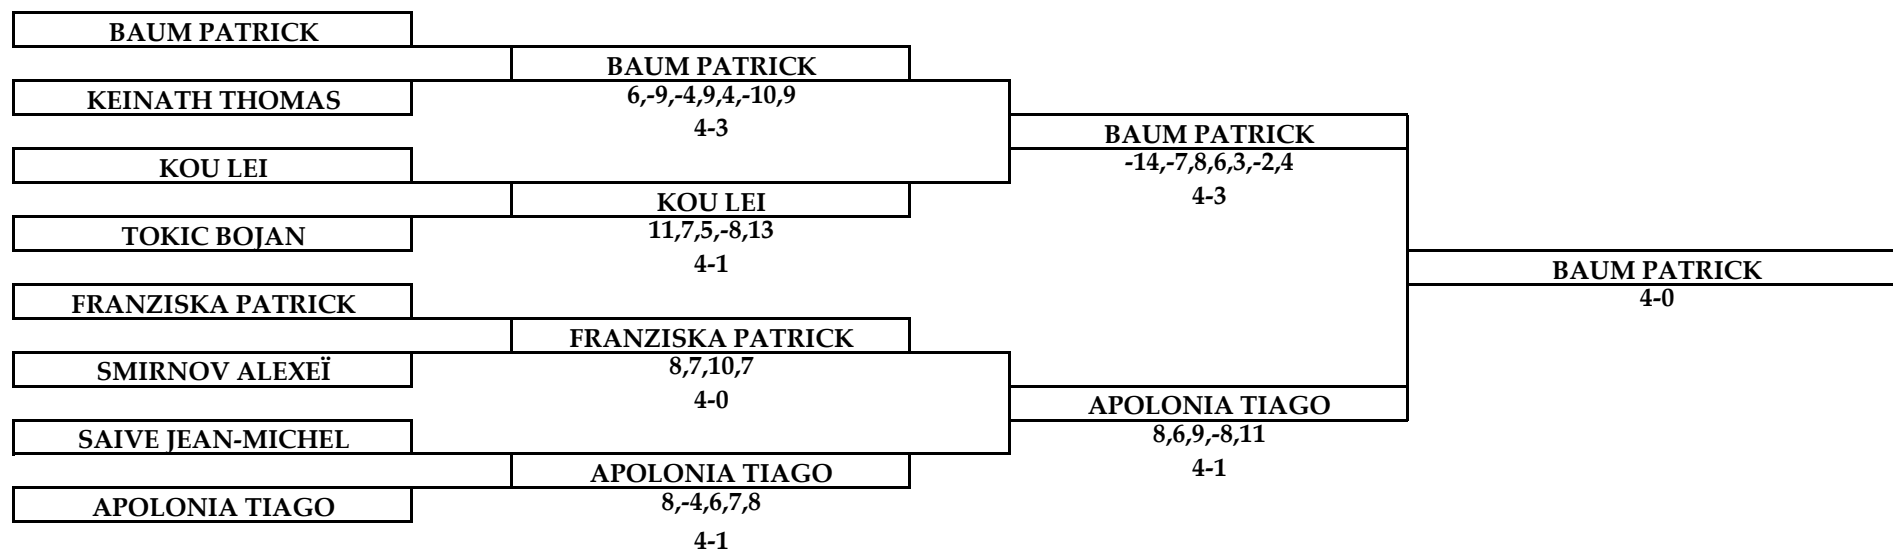 BAUM PATRICK
BAUM PATRICK
KEINATH THOMAS
6,-9,-4,9,4,-10,9
4-3
BAUM PATRICK
KOU LEI
-14,-7,8,6,3,-2,4
4-3
KOU LEI
TOKIC BOJAN
11,7,5,-8,13
4-1
BAUM PATRICK
4-0
FRANZISKA PATRICK
FRANZISKA PATRICK
SMIRNOV ALEXEÏ
8,7,10,7
4-0
APOLONIA TIAGO
SAIVE JEAN-MICHEL
8,6,9,-8,11
4-1
APOLONIA TIAGO
APOLONIA TIAGO
8,-4,6,7,8
4-1